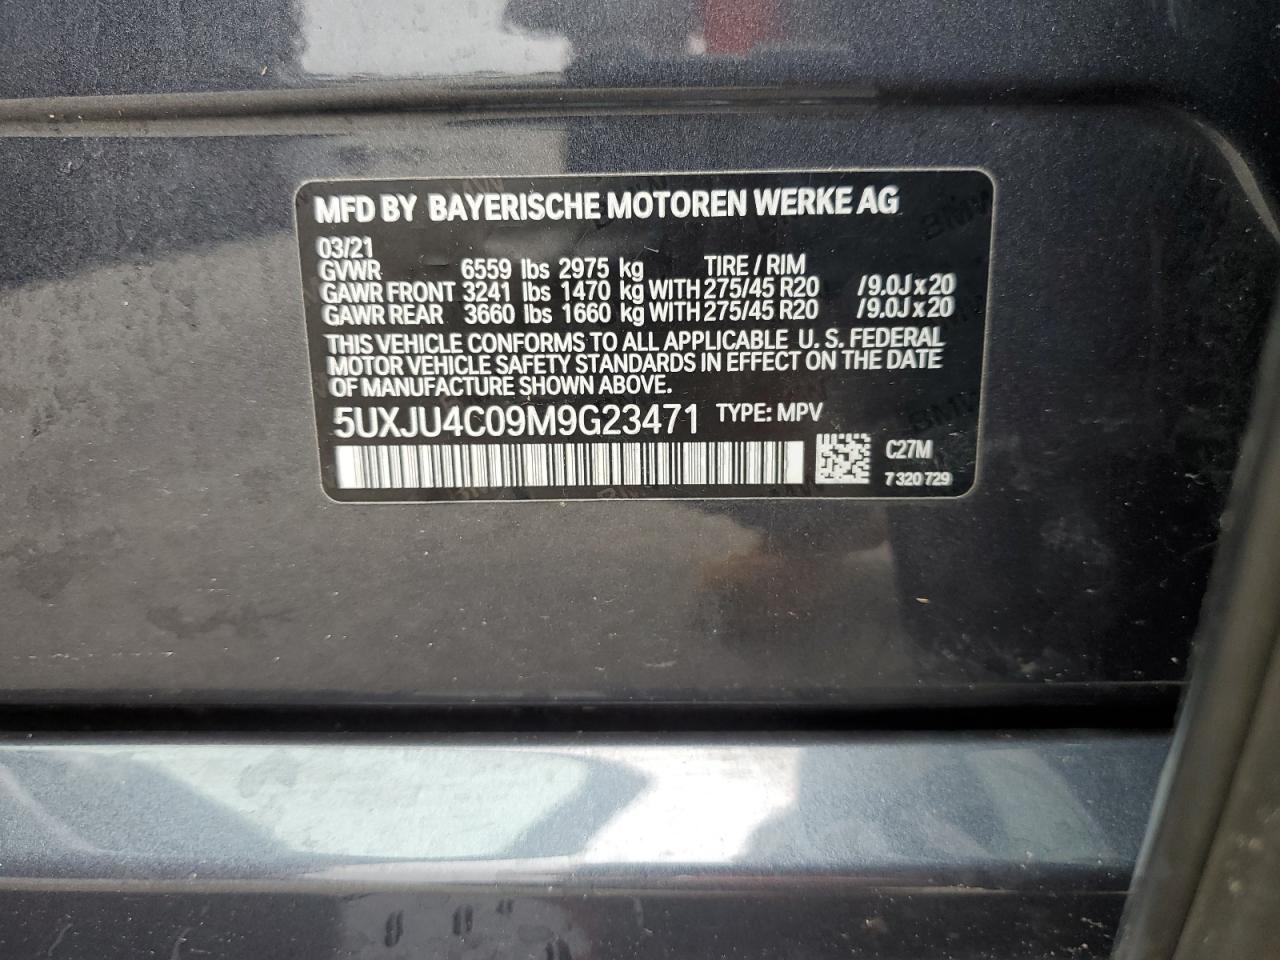 MFD BY BAYERISCHE MOTOREN WERKE AG
03/21
GVWR 6559 lbs 2975 kg TIRE / RIM
GAWR FRONT 3241 lbs 1470 kg WITH 275/45 R20 /9.0J x 20
GAWR REAR 3660 lbs 1660 kg WITH 275/45 R20 /9.0J x 20
THIS VEHICLE CONFORMS TO ALL APPLICABLE U.S. FEDERAL
MOTOR VEHICLE SAFETY STANDARDS IN EFFECT ON THE DATE
OF MANUFACTURE SHOWN ABOVE.
5UXJU4C09M9G23471 TYPE: MPV
C27M
7 320 729